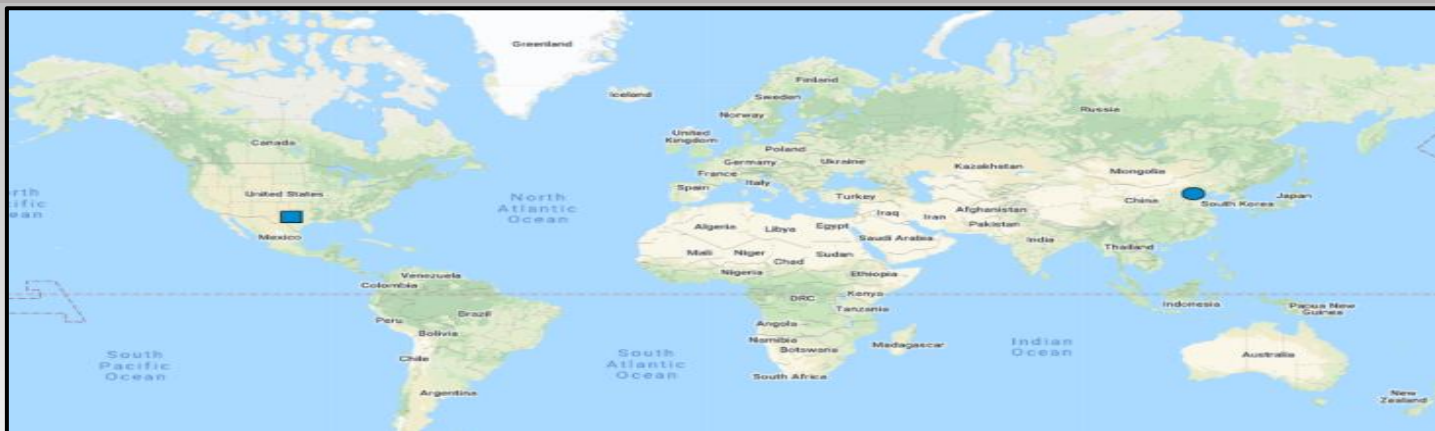 Greenland
Iceland
Finland
Sweden
Norway
Russia
United
Kingdom
Canada
Poland
Germany
Ukraine
France
Kazakhstan
Mongolia
Italy
Spain
United States
North
Atlantic
Ocean
Turkey
China
South Korea
Japan
rth
cific
ean
Afghanistan
Iraq
Iran
Pakistan
Algeria
Libya
Egypt
Saudi Arabia
Mexico
India
Thailand
Mali
Niger
Chad
Sudan
Nigeria
Ethiopia
Venezuela
Colombia
DRC
Kenya
Tanzania
Indonesia
Papua New
Guinea
Peru
Brazil
Bolivia
Angola
Namibia
Botswana
Madagascar
Indian
Ocean
South
Pacific
Ocean
Chile
South
Atlantic
Ocean
Australia
South Africa
Argentina
New
Zealand